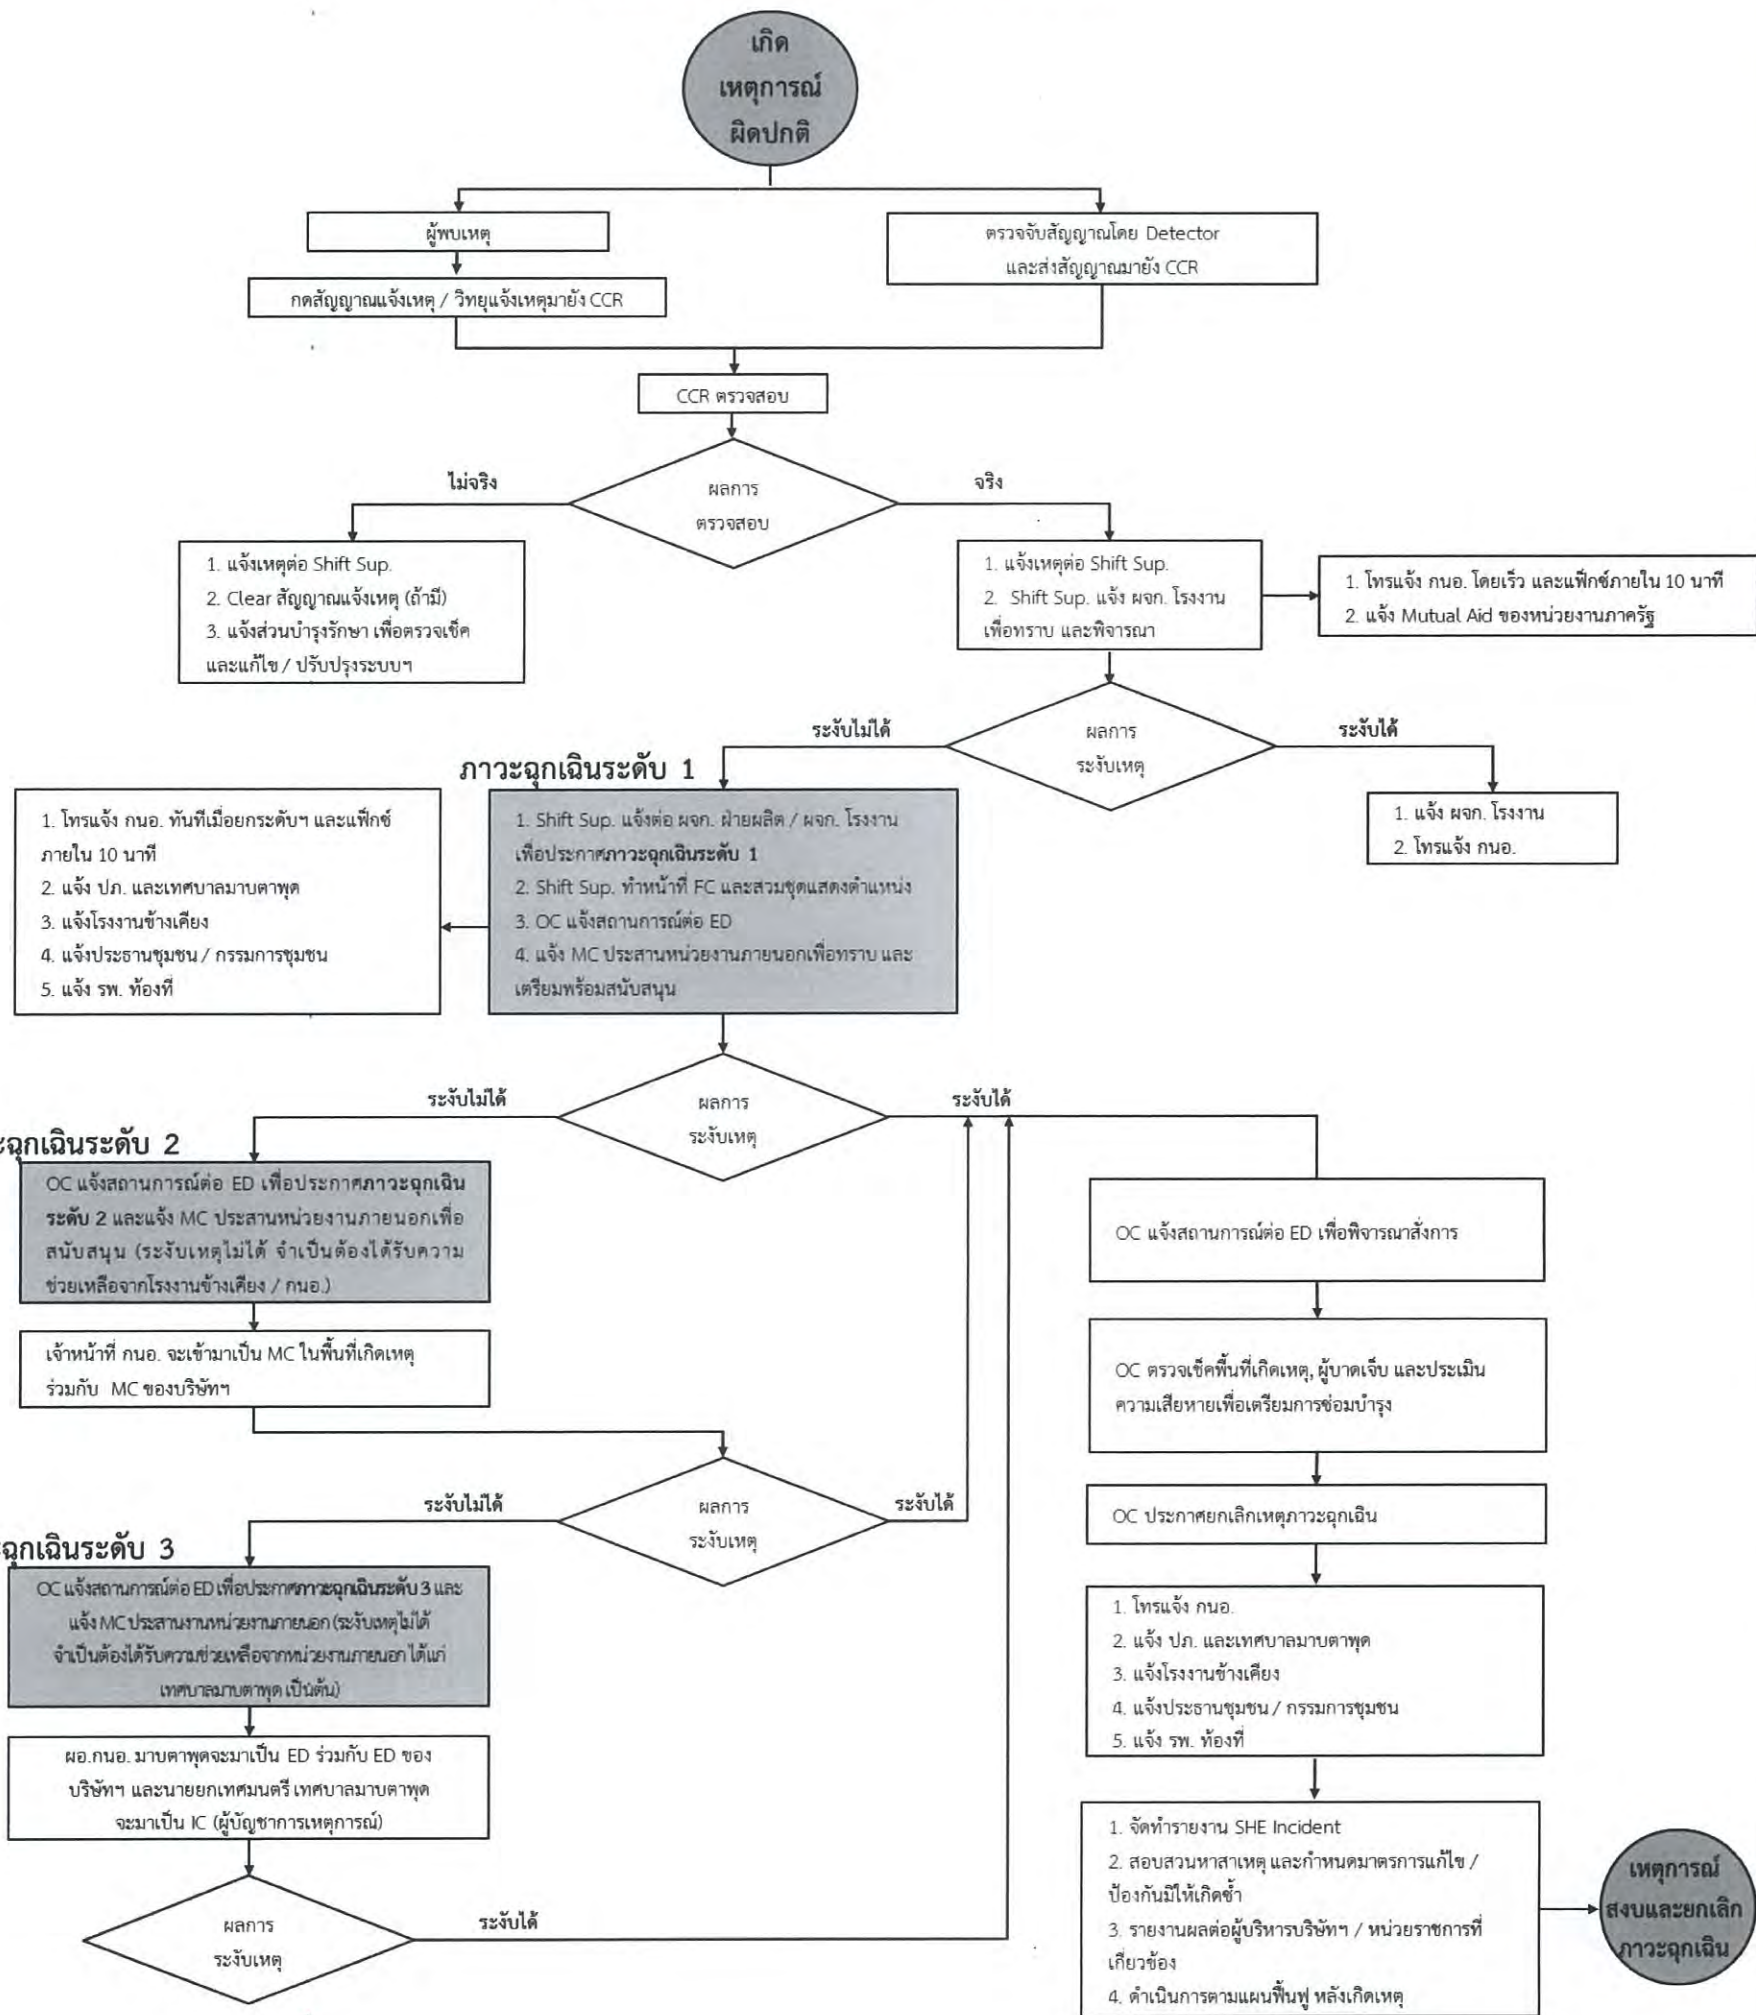 เกิด
เหตุการณ์
ผิดปกติ
ผู้พบเหตุ
ตรวจจับสัญญาณโดย Detector
และส่งสัญญาณมายัง CCR
กดสัญญาณแจ้งเหตุ / วิทยุแจ้งเหตุมายัง CCR
CCR ตรวจสอบ
ไม่จริง
ผลการ
ตรวจสอบ
จริง
1. แจ้งเหตุต่อ Shift Sup.
2. Clear สัญญาณแจ้งเหตุ (ถ้ามี)
3. แจ้งส่วนบำรุงรักษา เพื่อตรวจเช็ค
และแก้ไข / ปรับปรุงระบบฯ
1. แจ้งเหตุต่อ Shift Sup.
2. Shift Sup. แจ้ง ผจก. โรงงาน
เพื่อทราบ และพิจารณา
1. โทรแจ้ง กนอ. โดยเร็ว และแฟ็กซ์ภายใน 10 นาที
2. แจ้ง Mutual Aid ของหน่วยงานภาครัฐ
ระงับไม่ได้
ผลการ
ระงับเหตุ
ระงับได้
1. แจ้ง ผจก. โรงงาน
2. โทรแจ้ง กนอ.
ภาวะฉุกเฉินระดับ 1
1. Shift Sup. แจ้งต่อ ผจก. ฝ่ายผลิต / ผจก. โรงงาน
เพื่อประกาศภาวะฉุกเฉินระดับ 1
2. Shift Sup. ทำหน้าที่ FC และสวมชุดแสดงตำแหน่ง
3. OC แจ้งสถานการณ์ต่อ ED
4. แจ้ง MC ประสานหน่วยงานภายนอกเพื่อทราบ และ
เตรียมพร้อมสนับสนุน
1. โทรแจ้ง กนอ. ทันทีเมื่อยกระดับฯ และแฟ็กซ์
ภายใน 10 นาที
2. แจ้ง ปภ. และเทศบาลมาบตาพุด
3. แจ้งโรงงานข้างเคียง
4. แจ้งประธานชุมชน / กรรมการชุมชน
5. แจ้ง รพ. ท้องที่
ระงับไม่ได้
ผลการ
ระงับเหตุ
ระงับได้
ะฉุกเฉินระดับ 2
OC แจ้งสถานการณ์ต่อ ED เพื่อประกาศภาวะฉุกเฉิน
ระดับ 2 และแจ้ง MC ประสานหน่วยงานภายนอกเพื่อ
สนับสนุน (ระงับเหตุไม่ได้ จำเป็นต้องได้รับความ
ช่วยเหลือจากโรงงานข้างเคียง / กนอ.)
เจ้าหน้าที่ กนอ. จะเข้ามาเป็น MC ในพื้นที่เกิดเหตุ
ร่วมกับ MC ของบริษัทฯ
ระงับไม่ได้
ผลการ
ระงับเหตุ
ระงับได้
ฉุกเฉินระดับ 3
OC แจ้งสถานการณ์ต่อ ED เพื่อประกาศภาวะฉุกเฉินระดับ 3 และ
แจ้ง MC ประสานงานหน่วยงานภายนอก (ระงับเหตุไม่ได้
จำเป็นต้องได้รับความช่วยเหลือจากหน่วยงานภายนอก ได้แก่
เทศบาลมาบตาพุด เป็นต้น)
ผอ.กนอ. มาบตาพุดจะมาเป็น ED ร่วมกับ ED ของ
บริษัทฯ และนายยกเทศมนตรี เทศบาลมาบตาพุด
จะมาเป็น IC (ผู้บัญชาการเหตุการณ์)
ผลการ
ระงับเหตุ
ระงับได้
OC แจ้งสถานการณ์ต่อ ED เพื่อพิจารณาสั่งการ
OC ตรวจเช็คพื้นที่เกิดเหตุ, ผู้บาดเจ็บ และประเมิน
ความเสียหายเพื่อเตรียมการซ่อมบำรุง
OC ประกาศยกเลิกเหตุภาวะฉุกเฉิน
1. โทรแจ้ง กนอ.
2. แจ้ง ปภ. และเทศบาลมาบตาพุด
3. แจ้งโรงงานข้างเคียง
4. แจ้งประธานชุมชน / กรรมการชุมชน
5. แจ้ง รพ. ท้องที่
1. จัดทำรายงาน SHE Incident
2. สอบสวนหาสาเหตุ และกำหนดมาตรการแก้ไข /
ป้องกันมิให้เกิดซ้ำ
3. รายงานผลต่อผู้บริหารบริษัทฯ / หน่วยราชการที่
เกี่ยวข้อง
4. ดำเนินการตามแผนฟื้นฟู หลังเกิดเหตุ
เหตุการณ์
สงบและยกเลิก
ภาวะฉุกเฉิน